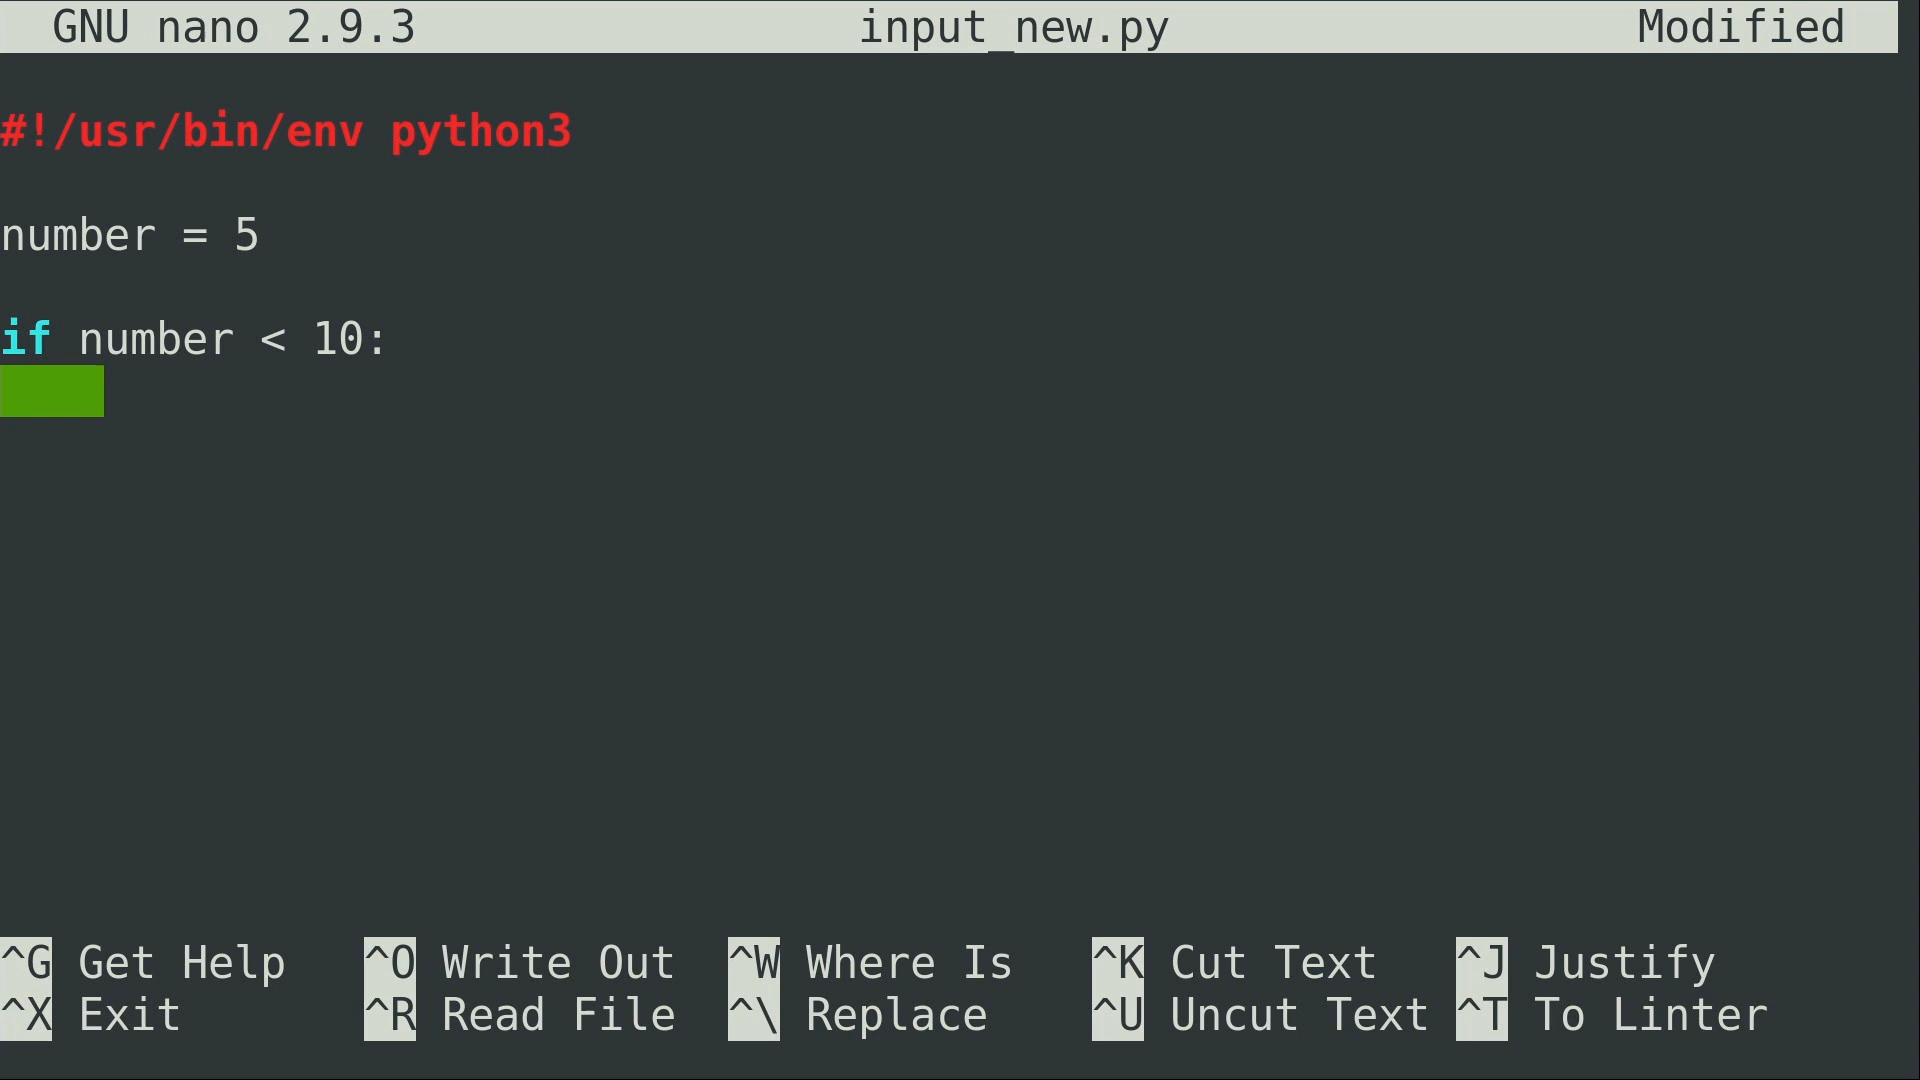 GNU nano 2.9.3 input_new.py Modified
#!/usr/bin/env python3
number = 5
if number < 10:
^G Get Help ^O Write Out ^W Where Is ^K Cut Text ^J Justify
^X Exit ^R Read File ^\ Replace ^U Uncut Text ^T To Linter